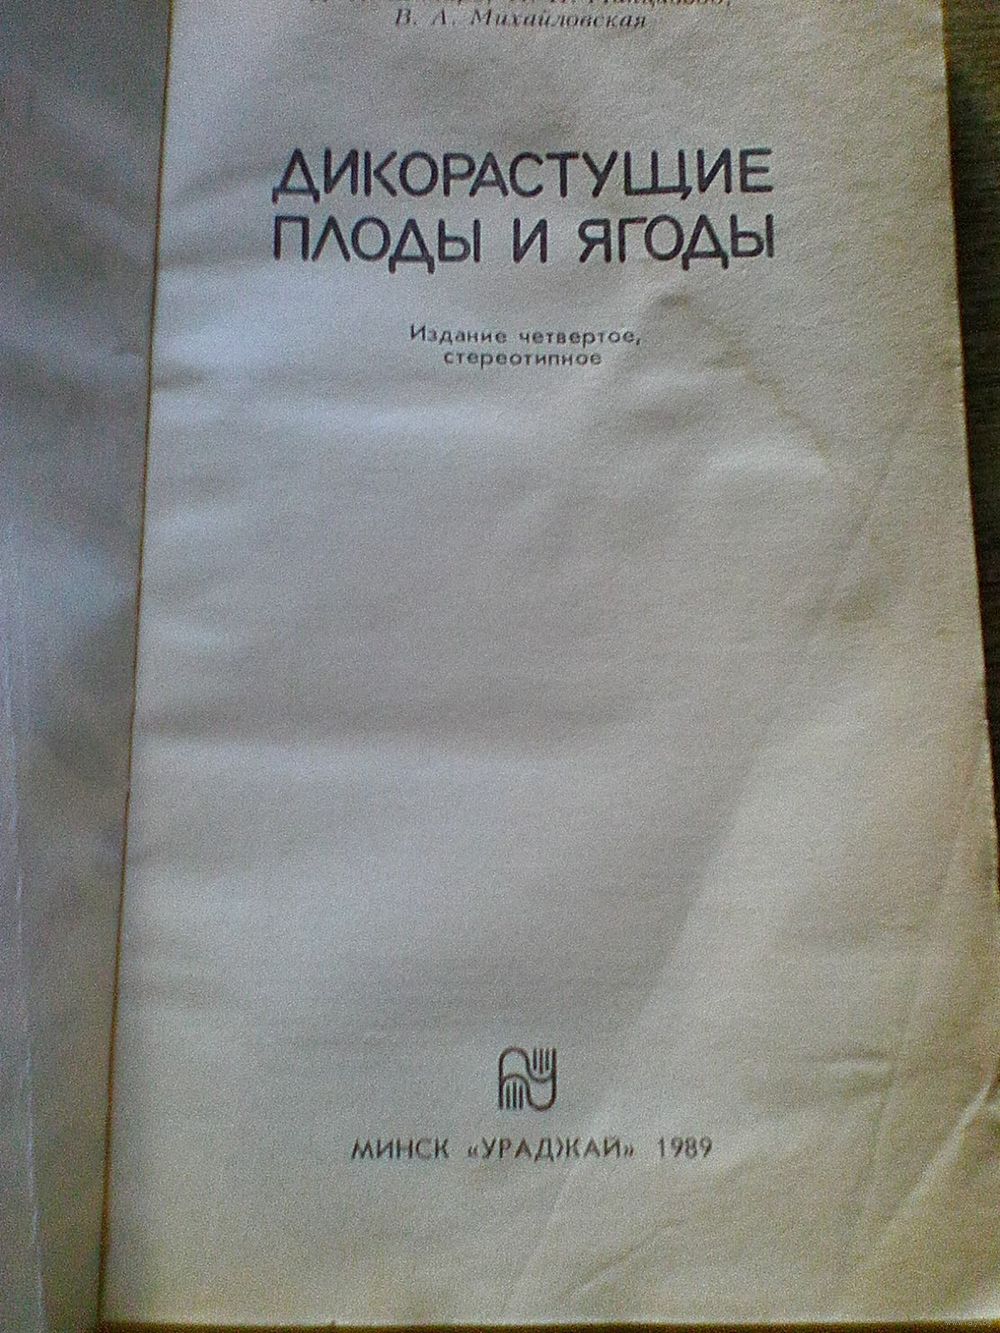 В. А. Михайловская
ДИКОРАСТУЩИЕ
ПЛОДЫ И ЯГОДЫ
Издание четвертое,
стереотипное
МИНСК «УРАДЖАЙ» 1989